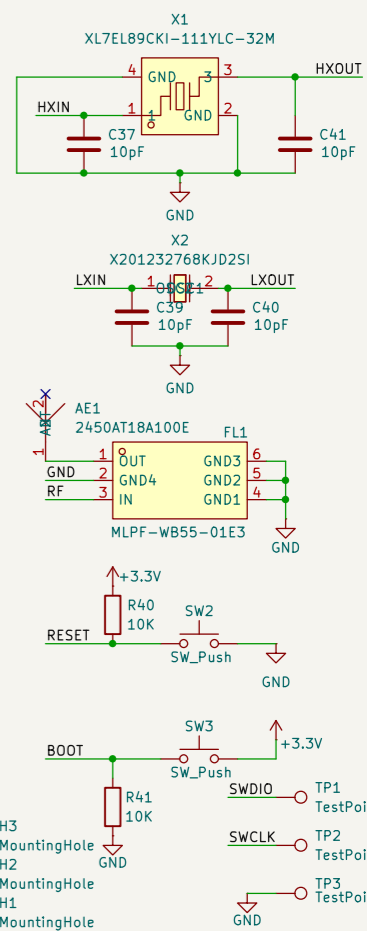 X1
XL7EL89CKI-111YLC-32M
4 GND 3 3 HXOUT
HXIN 1 1 GND 2
C37
10pF
C41
10pF
GND
X2
X201232768KJD2SI
LXIN 1 2 LXOUT
C39
10pF
C40
10pF
GND
2
AE1
2450AT18A100E
1
FL1
1 OUT GND3 6
GND 2 GND4 GND2 5
RF 3 IN GND1 4
MLPF-WB55-01E3
GND
+3.3V
R40
10K
SW2
RESET
SW_Push
GND
SW3
+3.3V
BOOT
SW_Push
R41
10K
GND
SWDIO TP1
TestPoi
SWCLK TP2
TestPoi
TP3
TestPoi
GND
H3
MountingHole
H2
MountingHole
H1
MountingHole